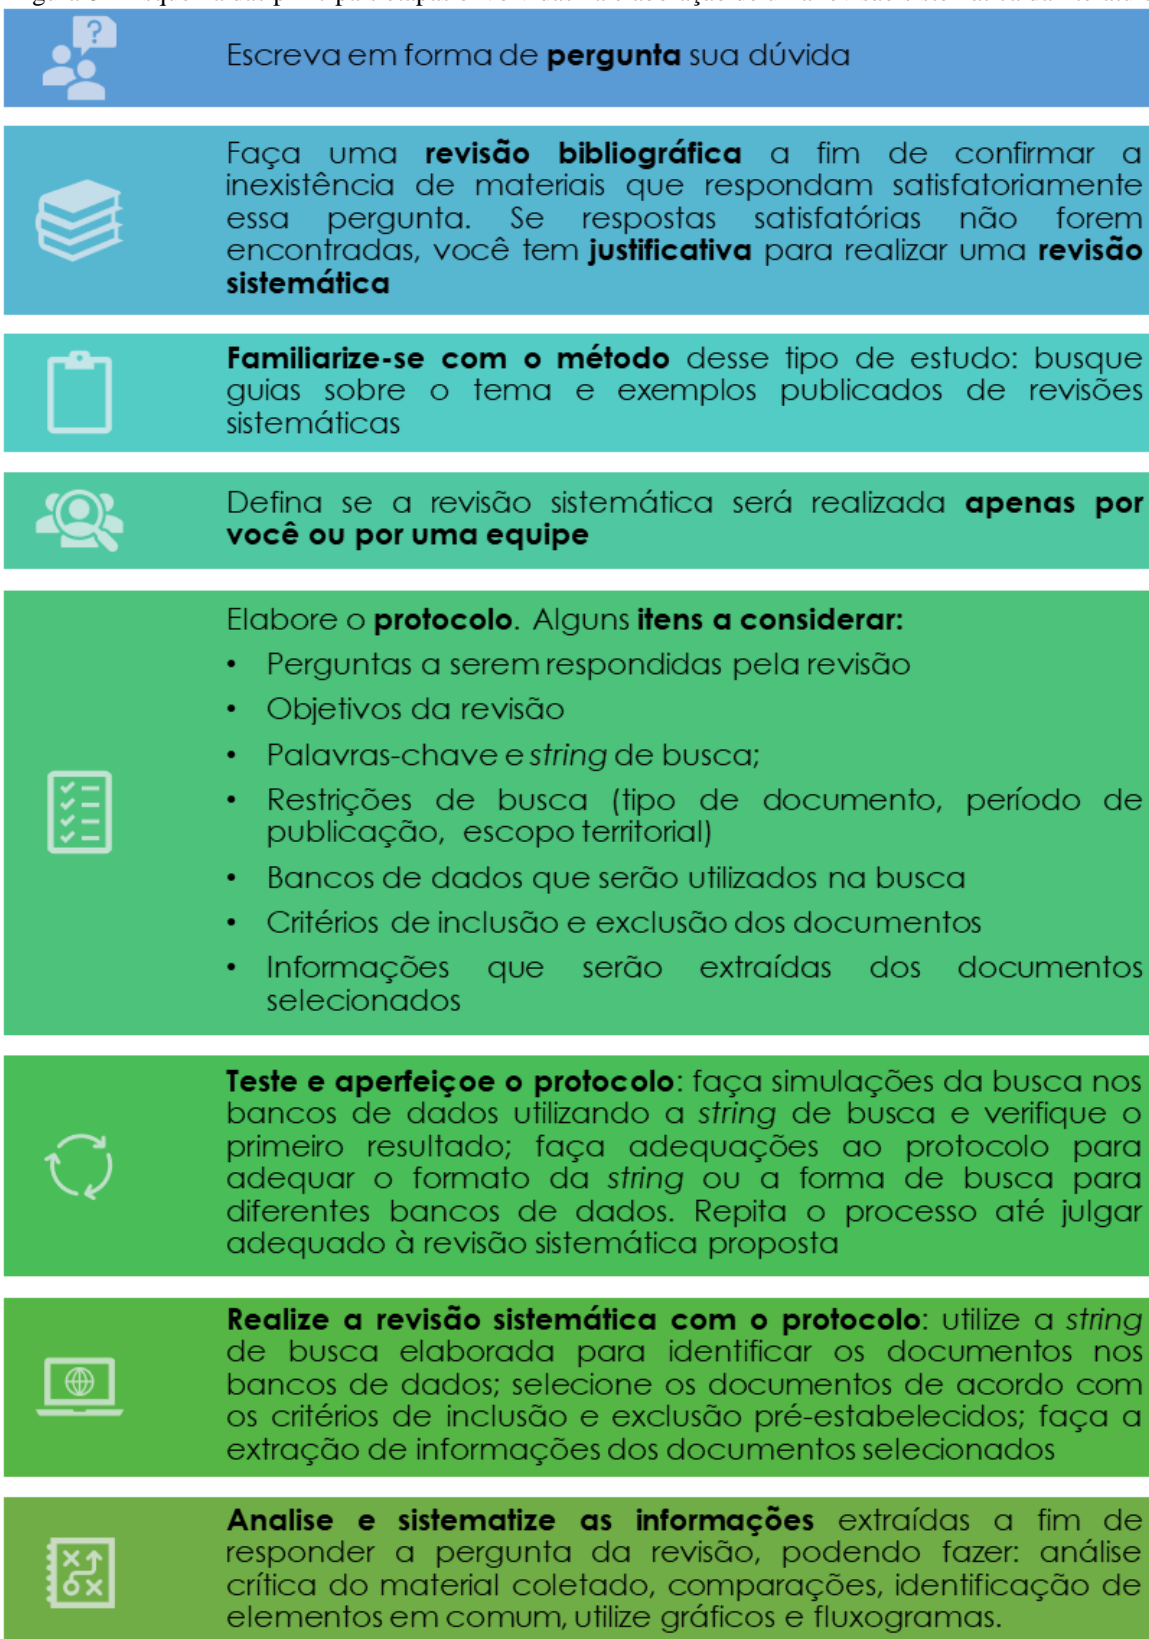 Escreva em forma de pergunta sua dúvida
Faça uma revisão bibliográfica a fim de confirmar a
inexistência de materiais que respondam satisfatoriamente
essa pergunta. Se respostas satisfatórias não forem
encontradas, você tem justificativa para realizar uma revisão
sistemática
Familiarize-se com o método desse tipo de estudo: busque
guias sobre o tema e exemplos publicados de revisões
sistemáticas
Defina se a revisão sistemática será realizada apenas por
você ou por uma equipe
Elabore o protocolo. Alguns itens a considerar:
• Perguntas a serem respondidas pela revisão
• Objetivos da revisão
• Palavras-chave e string de busca;
• Restrições de busca (tipo de documento, período de
publicação, escopo territorial)
• Bancos de dados que serão utilizados na busca
• Critérios de inclusão e exclusão dos documentos
• Informações que serão extraídas dos documentos
selecionados
Teste e aperfeiçoe o protocolo: faça simulações da busca nos
bancos de dados utilizando a string de busca e verifique o
primeiro resultado; faça adequações ao protocolo para
adequar o formato da string ou a forma de busca para
diferentes bancos de dados. Repita o processo até julgar
adequado à revisão sistemática proposta
Realize a revisão sistemática com o protocolo: utilize a string
de busca elaborada para identificar os documentos nos
bancos de dados; selecione os documentos de acordo com
os critérios de inclusão e exclusão pré-estabelecidos; faça a
extração de informações dos documentos selecionados
Analise e sistematize as informações extraídas a fim de
responder a pergunta da revisão, podendo fazer: análise
crítica do material coletado, comparações, identificação de
elementos em comum, utilize gráficos e fluxogramas.